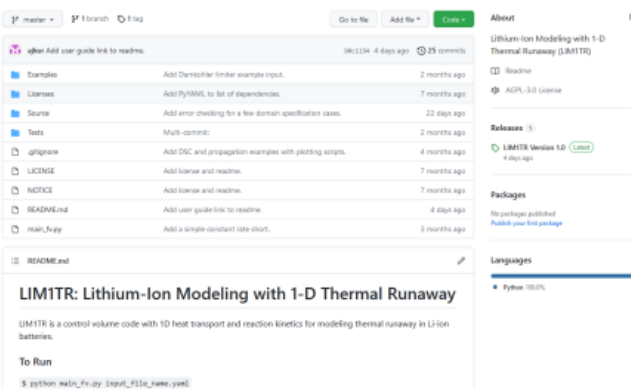 master
1 branch
1 tag
Go to file
Add file
Code
Add user guide link to readme.
4 days ago
25 commits
Examples
Add Damkohler limiter example input.
2 months ago
Licenses
Add PyYAML to list of dependencies.
7 months ago
Source
Add error checking for a few domain specification cases.
22 days ago
Tests
Multi-commit:
2 months ago
.gitignore
Add DSC and propagation examples with plotting scripts.
4 months ago
LICENSE
Add license and readme.
7 months ago
NOTICE
Add license and readme.
7 months ago
README.md
Add user guide link to readme.
4 days ago
main_fv.py
Add a simple constant rate short.
3 months ago
README.md
LIM1TR: Lithium-Ion Modeling with 1-D Thermal Runaway
LIM1TR is a control volume code with 1D heat transport and reaction kinetics for modeling thermal runaway in Li-ion
batteries.
To Run
$ python main_fv.py input_file_name.yaml
About
Lithium-Ion Modeling with 1-D
Thermal Runaway (LIM1TR)
Readme
AGPL-3.0 License
Releases 1
LIM1TR Version 1.0 Latest
4 days ago
Packages
No packages published
Publish your first package
Languages
Python 100.0%